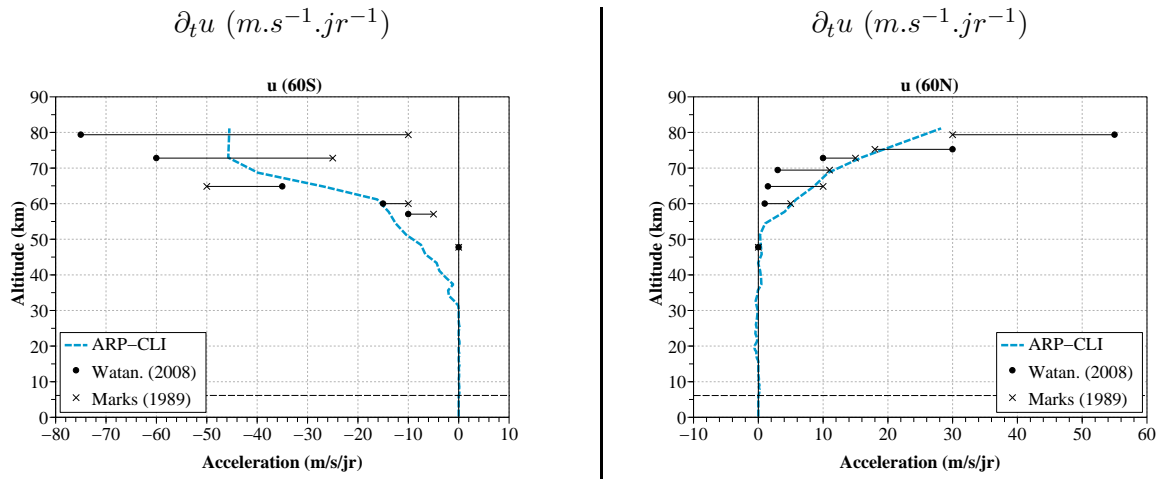 ∂ₜu (m.s⁻¹.jr⁻¹)
u (60S)
90
80
70
60
50
40
30
20
10
0
Altitude (km)
ARP−CLI
Watan. (2008)
Marks (1989)
−80 −70 −60 −50 −40 −30 −20 −10 0 10
Acceleration (m/s/jr)
∂ₜu (m.s⁻¹.jr⁻¹)
u (60N)
90
80
70
60
50
40
30
20
10
0
Altitude (km)
ARP−CLI
Watan. (2008)
Marks (1989)
−10 0 10 20 30 40 50 60
Acceleration (m/s/jr)